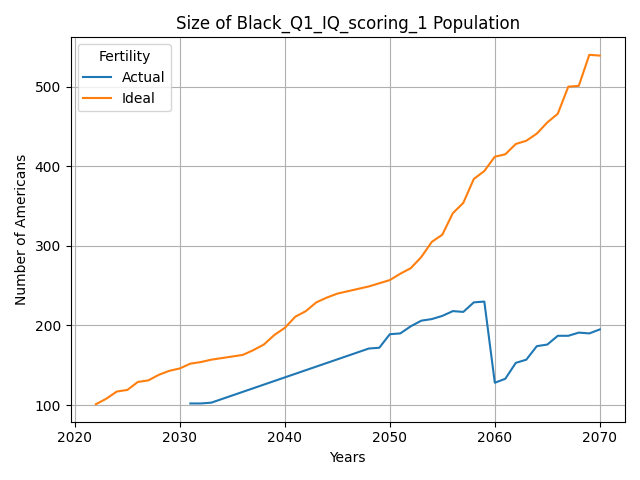 Size of Black_Q1_IQ_scoring_1 Population
Fertility
Actual
Ideal
Number of Americans
500
400
300
200
100
2020
2030
2040
2050
2060
2070
Years